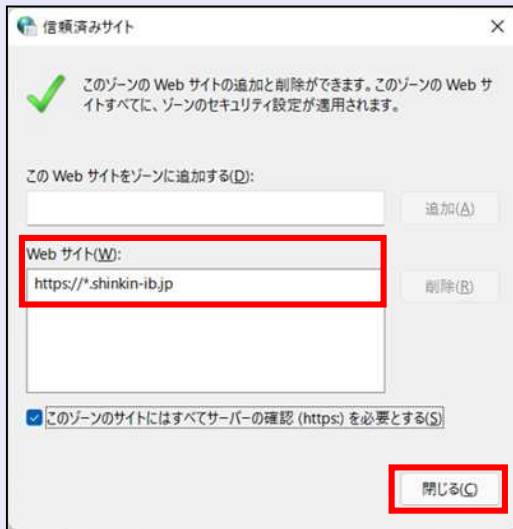 信頼済みサイト
このゾーンの Web サイトの追加と削除ができます。このゾーンの Web サ
イトすべてに、ゾーンのセキュリティ設定が適用されます。
この Web サイトをゾーンに追加する(D):
追加(A)
Web サイト(W):
https://*.shinkin-ib.jp
削除(R)
このゾーンのサイトにはすべてサーバーの確認 (https:) を必要とする(S)
閉じる(C)